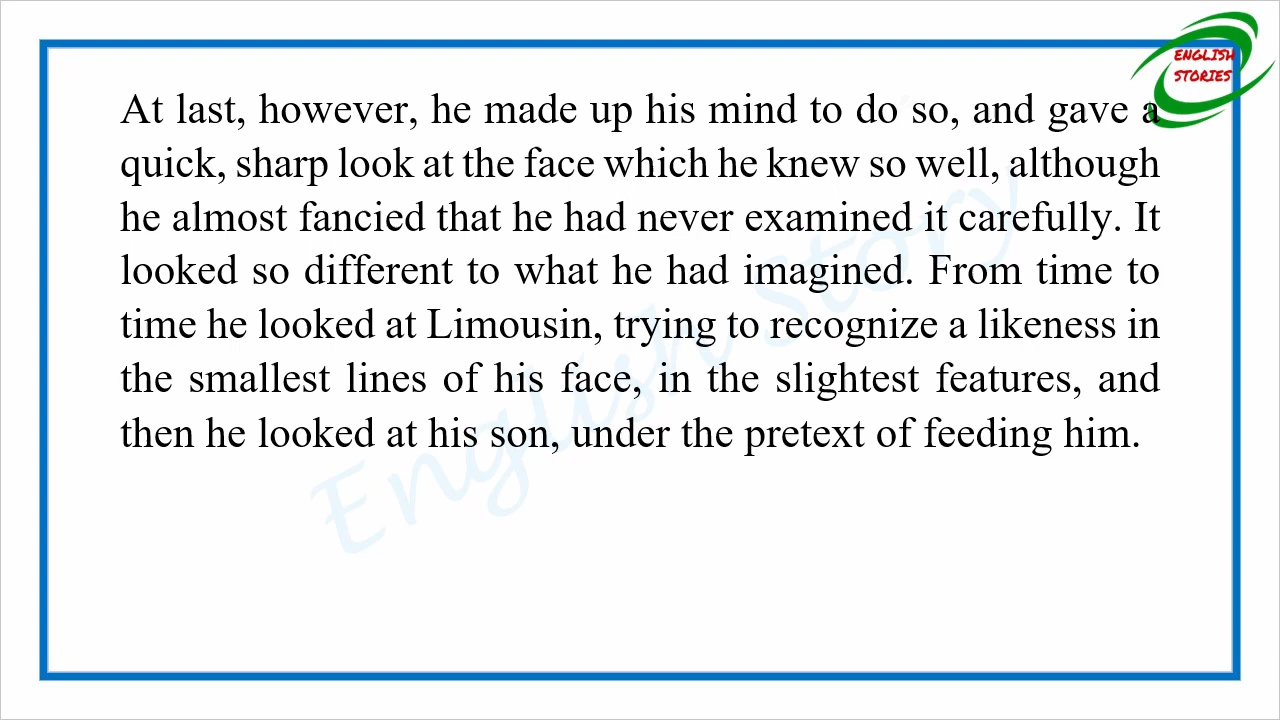 ENGLISH
STORIES
At last, however, he made up his mind to do so, and gave a
quick, sharp look at the face which he knew so well, although
he almost fancied that he had never examined it carefully. It
looked so different to what he had imagined. From time to
time he looked at Limousin, trying to recognize a likeness in
the smallest lines of his face, in the slightest features, and
then he looked at his son, under the pretext of feeding him.
English Story